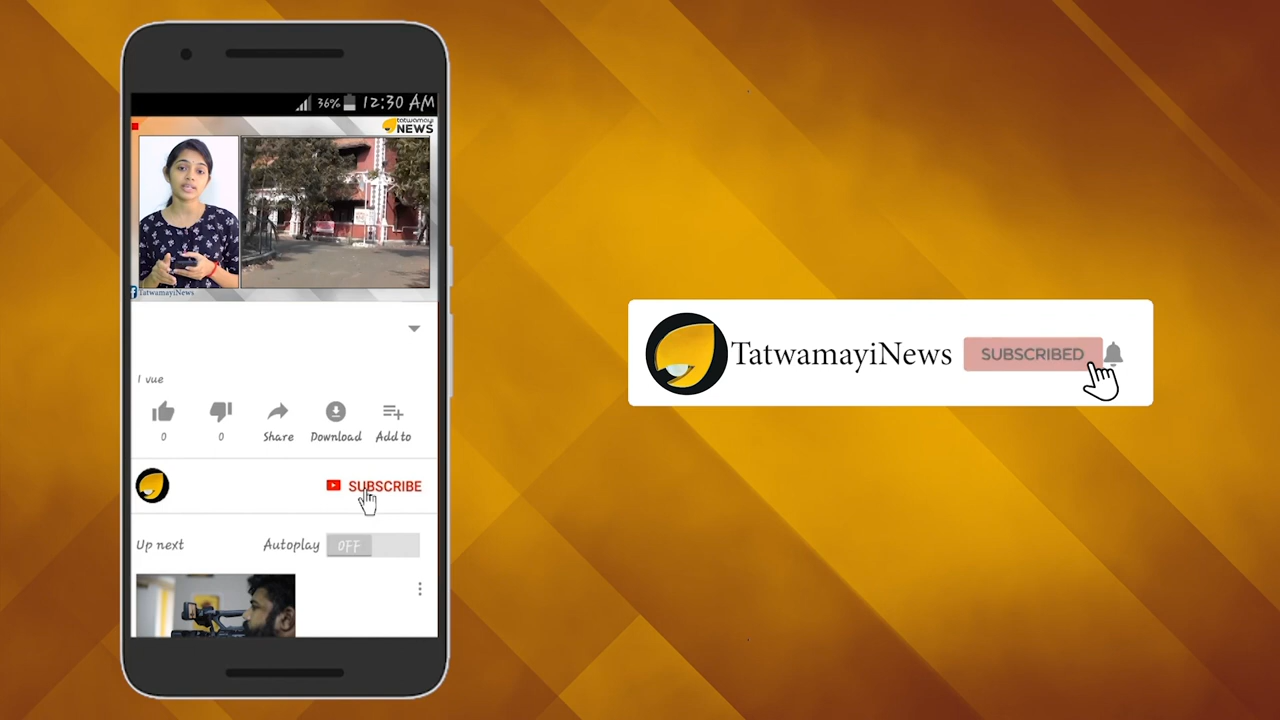 36% 12:30 AM
tatwamayi
NEWS
TatwamayiNews
1 vue
0 0 Share Download Add to
SUBSCRIBE
Up next Autoplay OFF
TatwamayiNews SUBSCRIBED